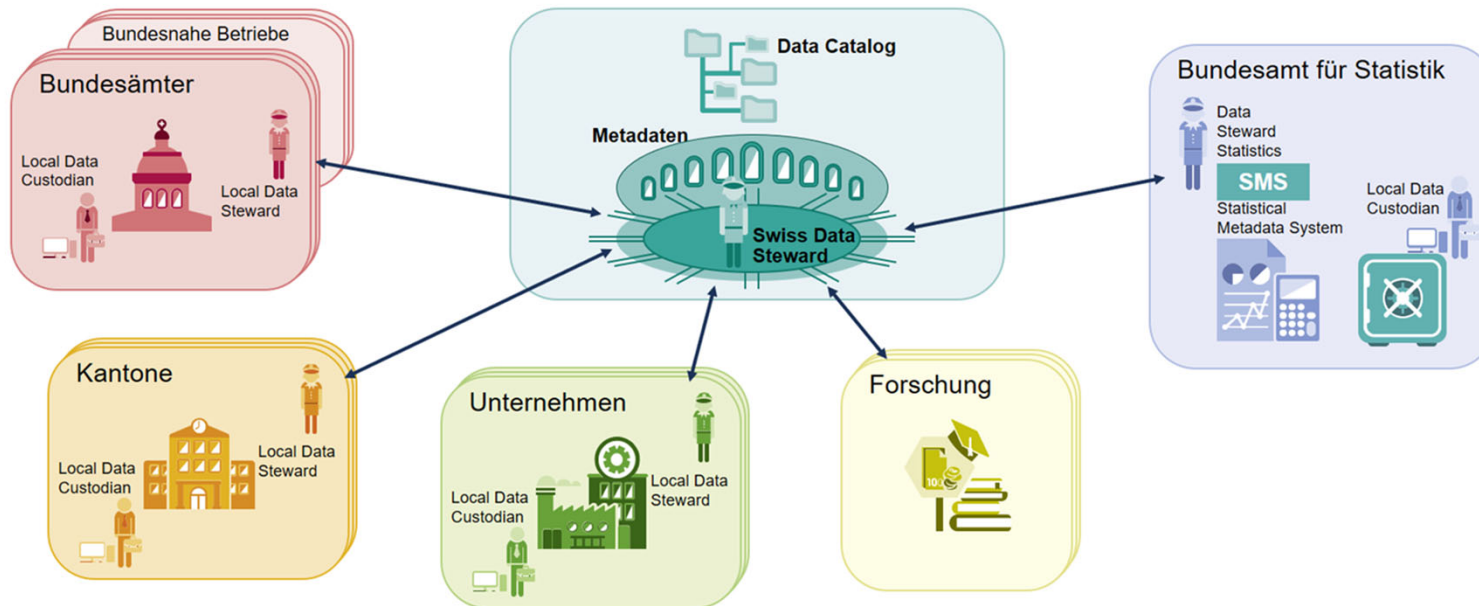 Bundesnahe Betriebe
Bundesämter
Local Data
Custodian
Local Data
Steward
Data Catalog
Metadaten
Swiss Data
Steward
Bundesamt für Statistik
Data
Steward
Statistics
SMS
Statistical
Metadata System
Local Data
Custodian
Kantone
Local Data
Steward
Local Data
Custodian
Unternehmen
Local Data
Steward
Local Data
Custodian
Forschung
100